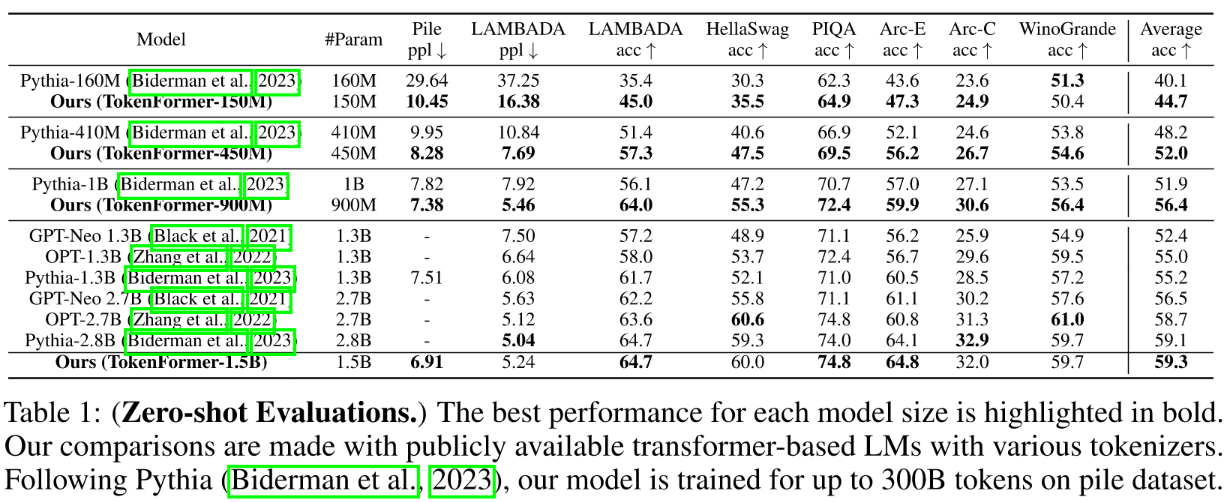 Model #Param Pile LAMBADA LAMBADA HellaSwag PIQA Arc-E Arc-C WinoGrande Average
ppl ↓ ppl ↓ acc ↑ acc ↑ acc ↑ acc ↑ acc ↑ acc ↑ acc ↑
Pythia-160M (Biderman et al., 2023) 160M 29.64 37.25 35.4 30.3 62.3 43.6 23.6 51.3 40.1
Ours (TokenFormer-150M) 150M 10.45 16.38 45.0 35.5 64.9 47.3 24.9 50.4 44.7
Pythia-410M (Biderman et al., 2023) 410M 9.95 10.84 51.4 40.6 66.9 52.1 24.6 53.8 48.2
Ours (TokenFormer-450M) 450M 8.28 7.69 57.3 47.5 69.5 56.2 26.7 54.6 52.0
Pythia-1B (Biderman et al., 2023) 1B 7.82 7.92 56.1 47.2 70.7 57.0 27.1 53.5 51.9
Ours (TokenFormer-900M) 900M 7.38 5.46 64.0 55.3 72.4 59.9 30.6 56.4 56.4
GPT-Neo 1.3B (Black et al., 2021) 1.3B - 7.50 57.2 48.9 71.1 56.2 25.9 54.9 52.4
OPT-1.3B (Zhang et al., 2022) 1.3B - 6.64 58.0 53.7 72.4 56.7 29.6 59.5 55.0
Pythia-1.3B (Biderman et al., 2023) 1.3B 7.51 6.08 61.7 52.1 71.0 60.5 28.5 57.2 55.2
GPT-Neo 2.7B (Black et al., 2021) 2.7B - 5.63 62.2 55.8 71.1 61.1 30.2 57.6 56.5
OPT-2.7B (Zhang et al., 2022) 2.7B - 5.12 63.6 60.6 74.8 60.8 31.3 61.0 58.7
Pythia-2.8B (Biderman et al., 2023) 2.8B - 5.04 64.7 59.3 74.0 64.1 32.9 59.7 59.1
Ours (TokenFormer-1.5B) 1.5B 6.91 5.24 64.7 60.0 74.8 64.8 32.0 59.7 59.3
Table 1: (Zero-shot Evaluations.) The best performance for each model size is highlighted in bold.
Our comparisons are made with publicly available transformer-based LMs with various tokenizers.
Following Pythia (Biderman et al., 2023), our model is trained for up to 300B tokens on pile dataset.